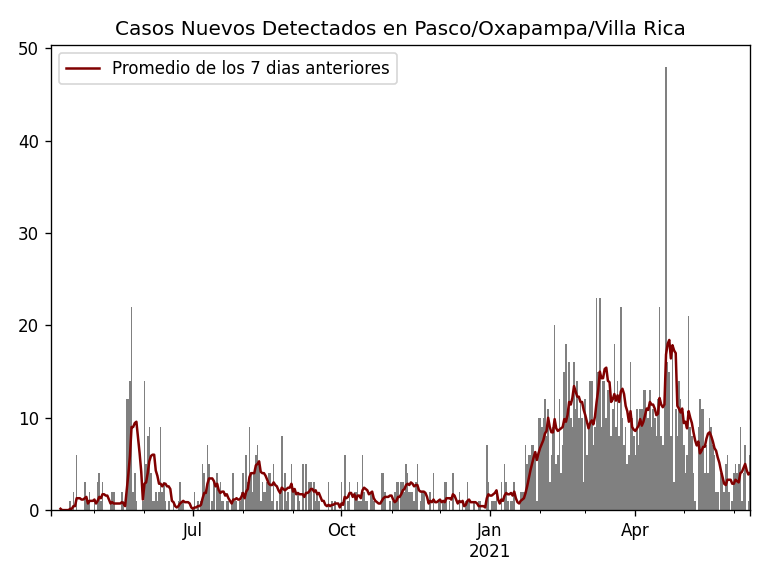 Casos Nuevos Detectados en Pasco/Oxapampa/Villa Rica
Promedio de los 7 dias anteriores
50
40
30
20
10
0
Jul
Oct
Jan
2021
Apr